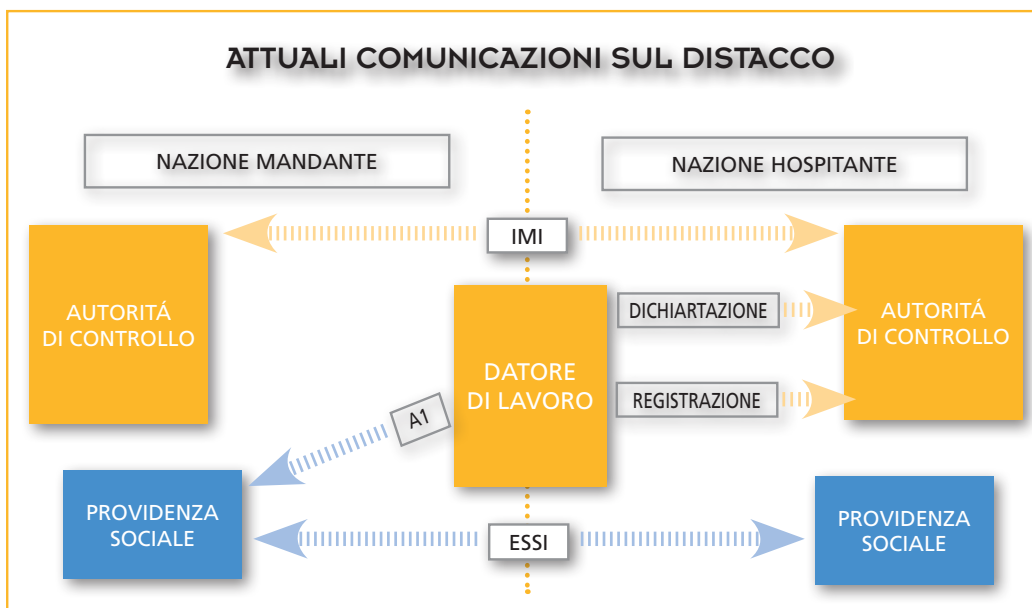 ATTUALI COMUNICAZIONI SUL DISTACCO
NAZIONE MANDANTE
NAZIONE HOSPITANTE
IMI
AUTORITÁ
DI CONTROLLO
DATORE
DI LAVORO
DICHIARTAZIONE
REGISTRAZIONE
AUTORITÁ
DI CONTROLLO
A1
PROVIDENZA
SOCIALE
ESSI
PROVIDENZA
SOCIALE